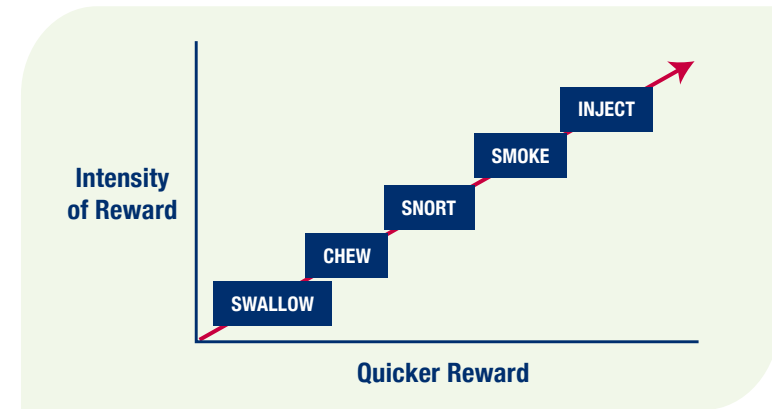 INJECT
SMOKE
Intensity
of Reward
SNORT
CHEW
SWALLOW
Quicker Reward